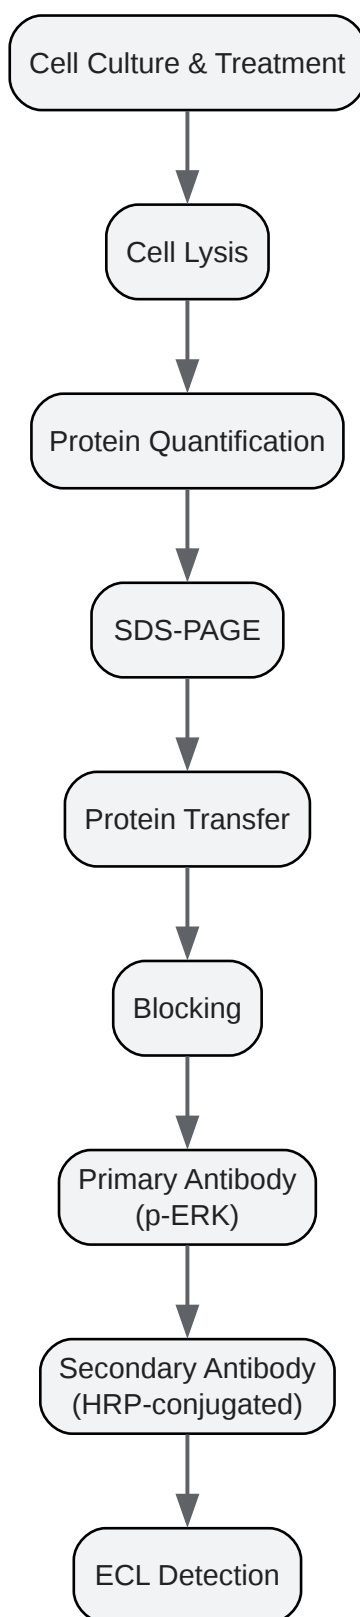 Cell Culture & Treatment
Cell Lysis
Protein Quantification
SDS-PAGE
Protein Transfer
Blocking
Primary Antibody
(p-ERK)
Secondary Antibody
(HRP-conjugated)
ECL Detection